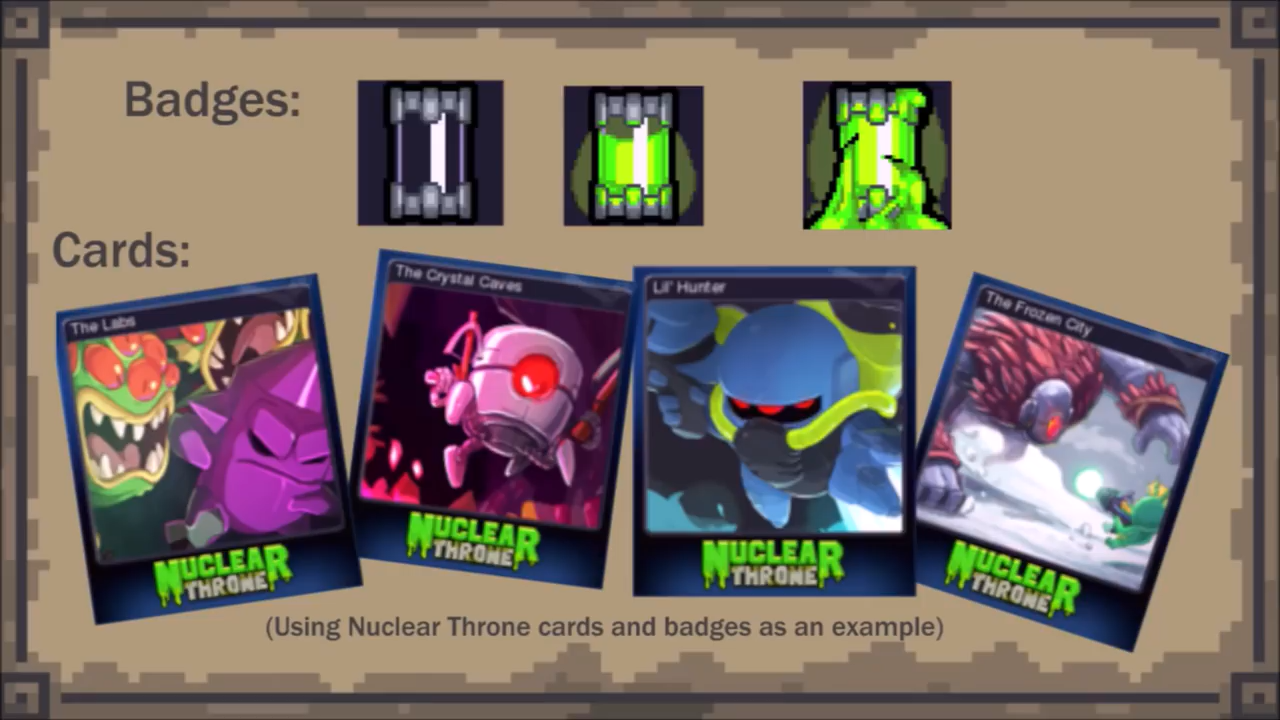 Badges:
Cards:
The Labs
The Crystal Caves
Lil' Hunter
The Frozen City
NUCLEAR
THRONE
NUCLEAR
THRONE
NUCLEAR
THRONE
NUCLEAR
THRONE
(Using Nuclear Throne cards and badges as an example)